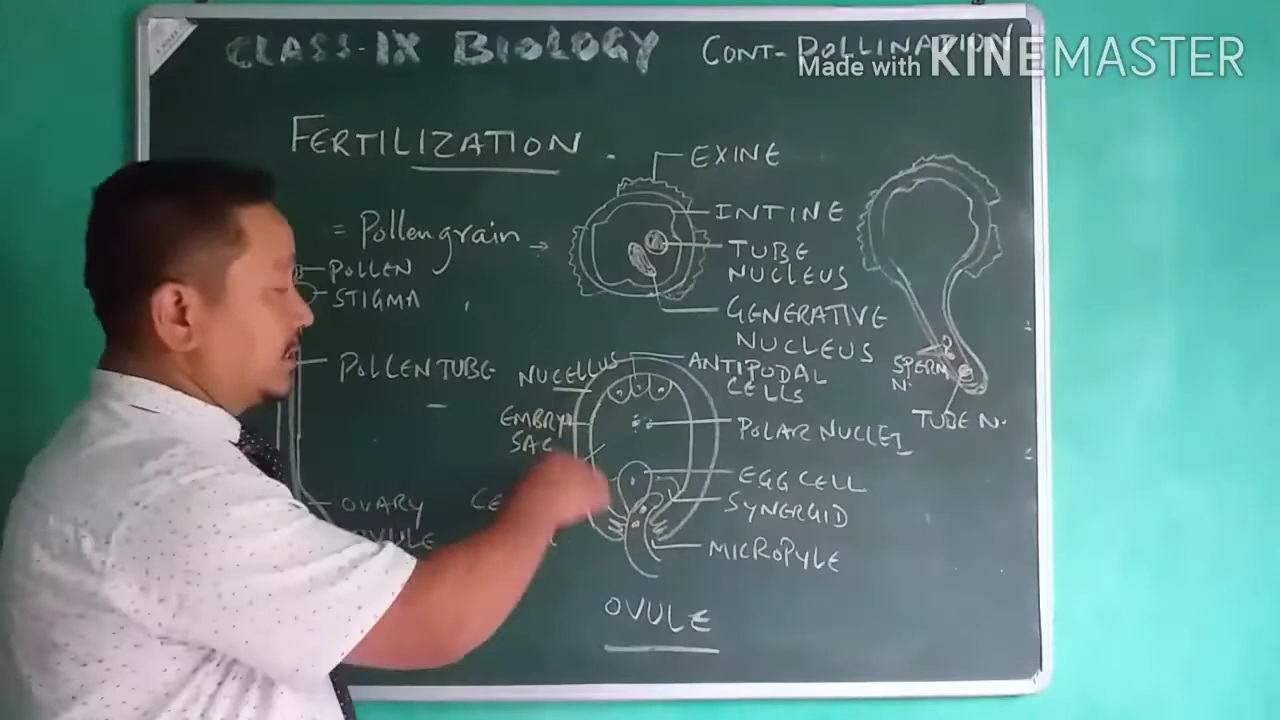 CLASS-IX BIOLOGY CONT- POLLINATION
Made with KINEMASTER
FERTILIZATION
EXINE
= Pollengrain
INTINE
TUBE
NUCLEUS
GENERATIVE
NUCLEUS
POLLEN
STIGMA
POLLEN TUBE
NUCELLUS
ANTIPODAL
CELLS
EMBRYO
SAC
POLAR NUCLEI
EGG CELL
SYNERGID
MICROPYLE
OVARY
OVULE
SPERM
N.
TUBE N.
OVULE